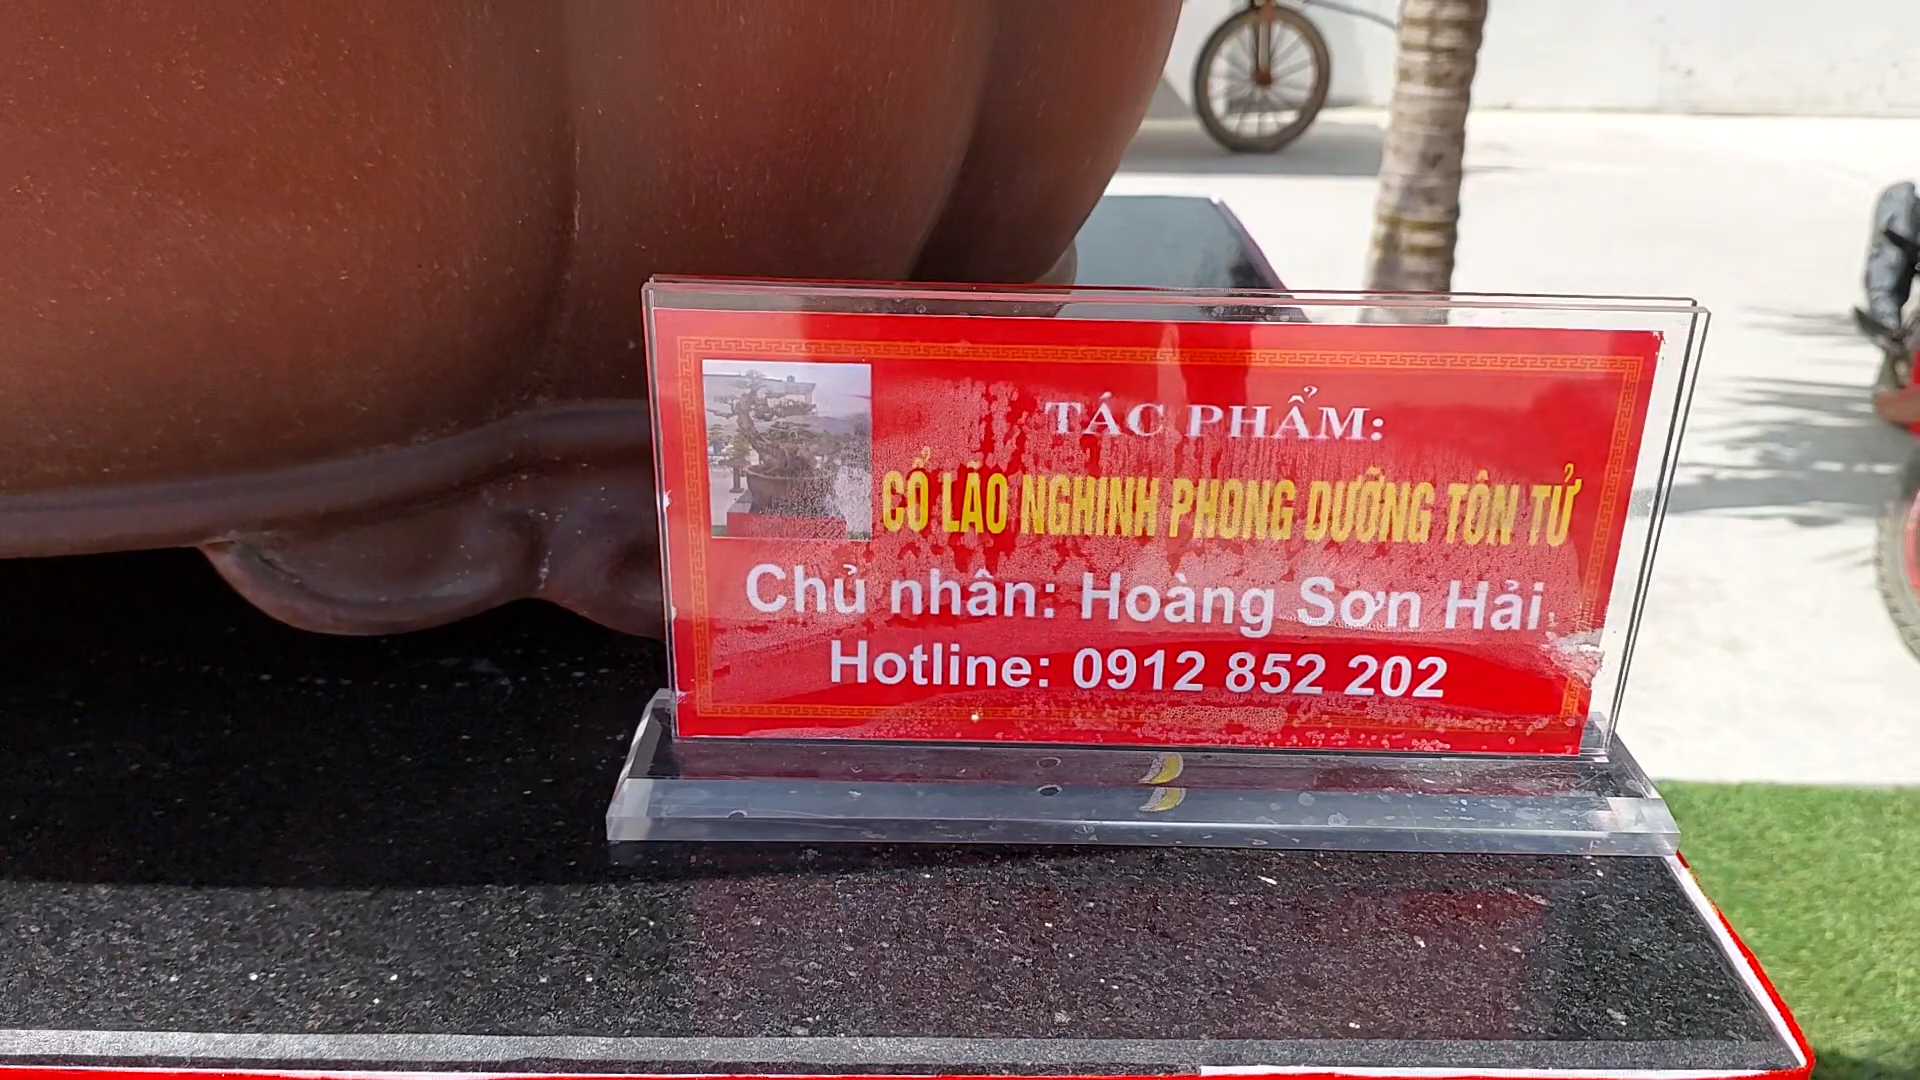 TÁC PHẨM:
CỔ LÃO NGHINH PHONG DƯỠNG TÔN TỬ
Chủ nhân: Hoàng Sơn Hải
Hotline: 0912 852 202